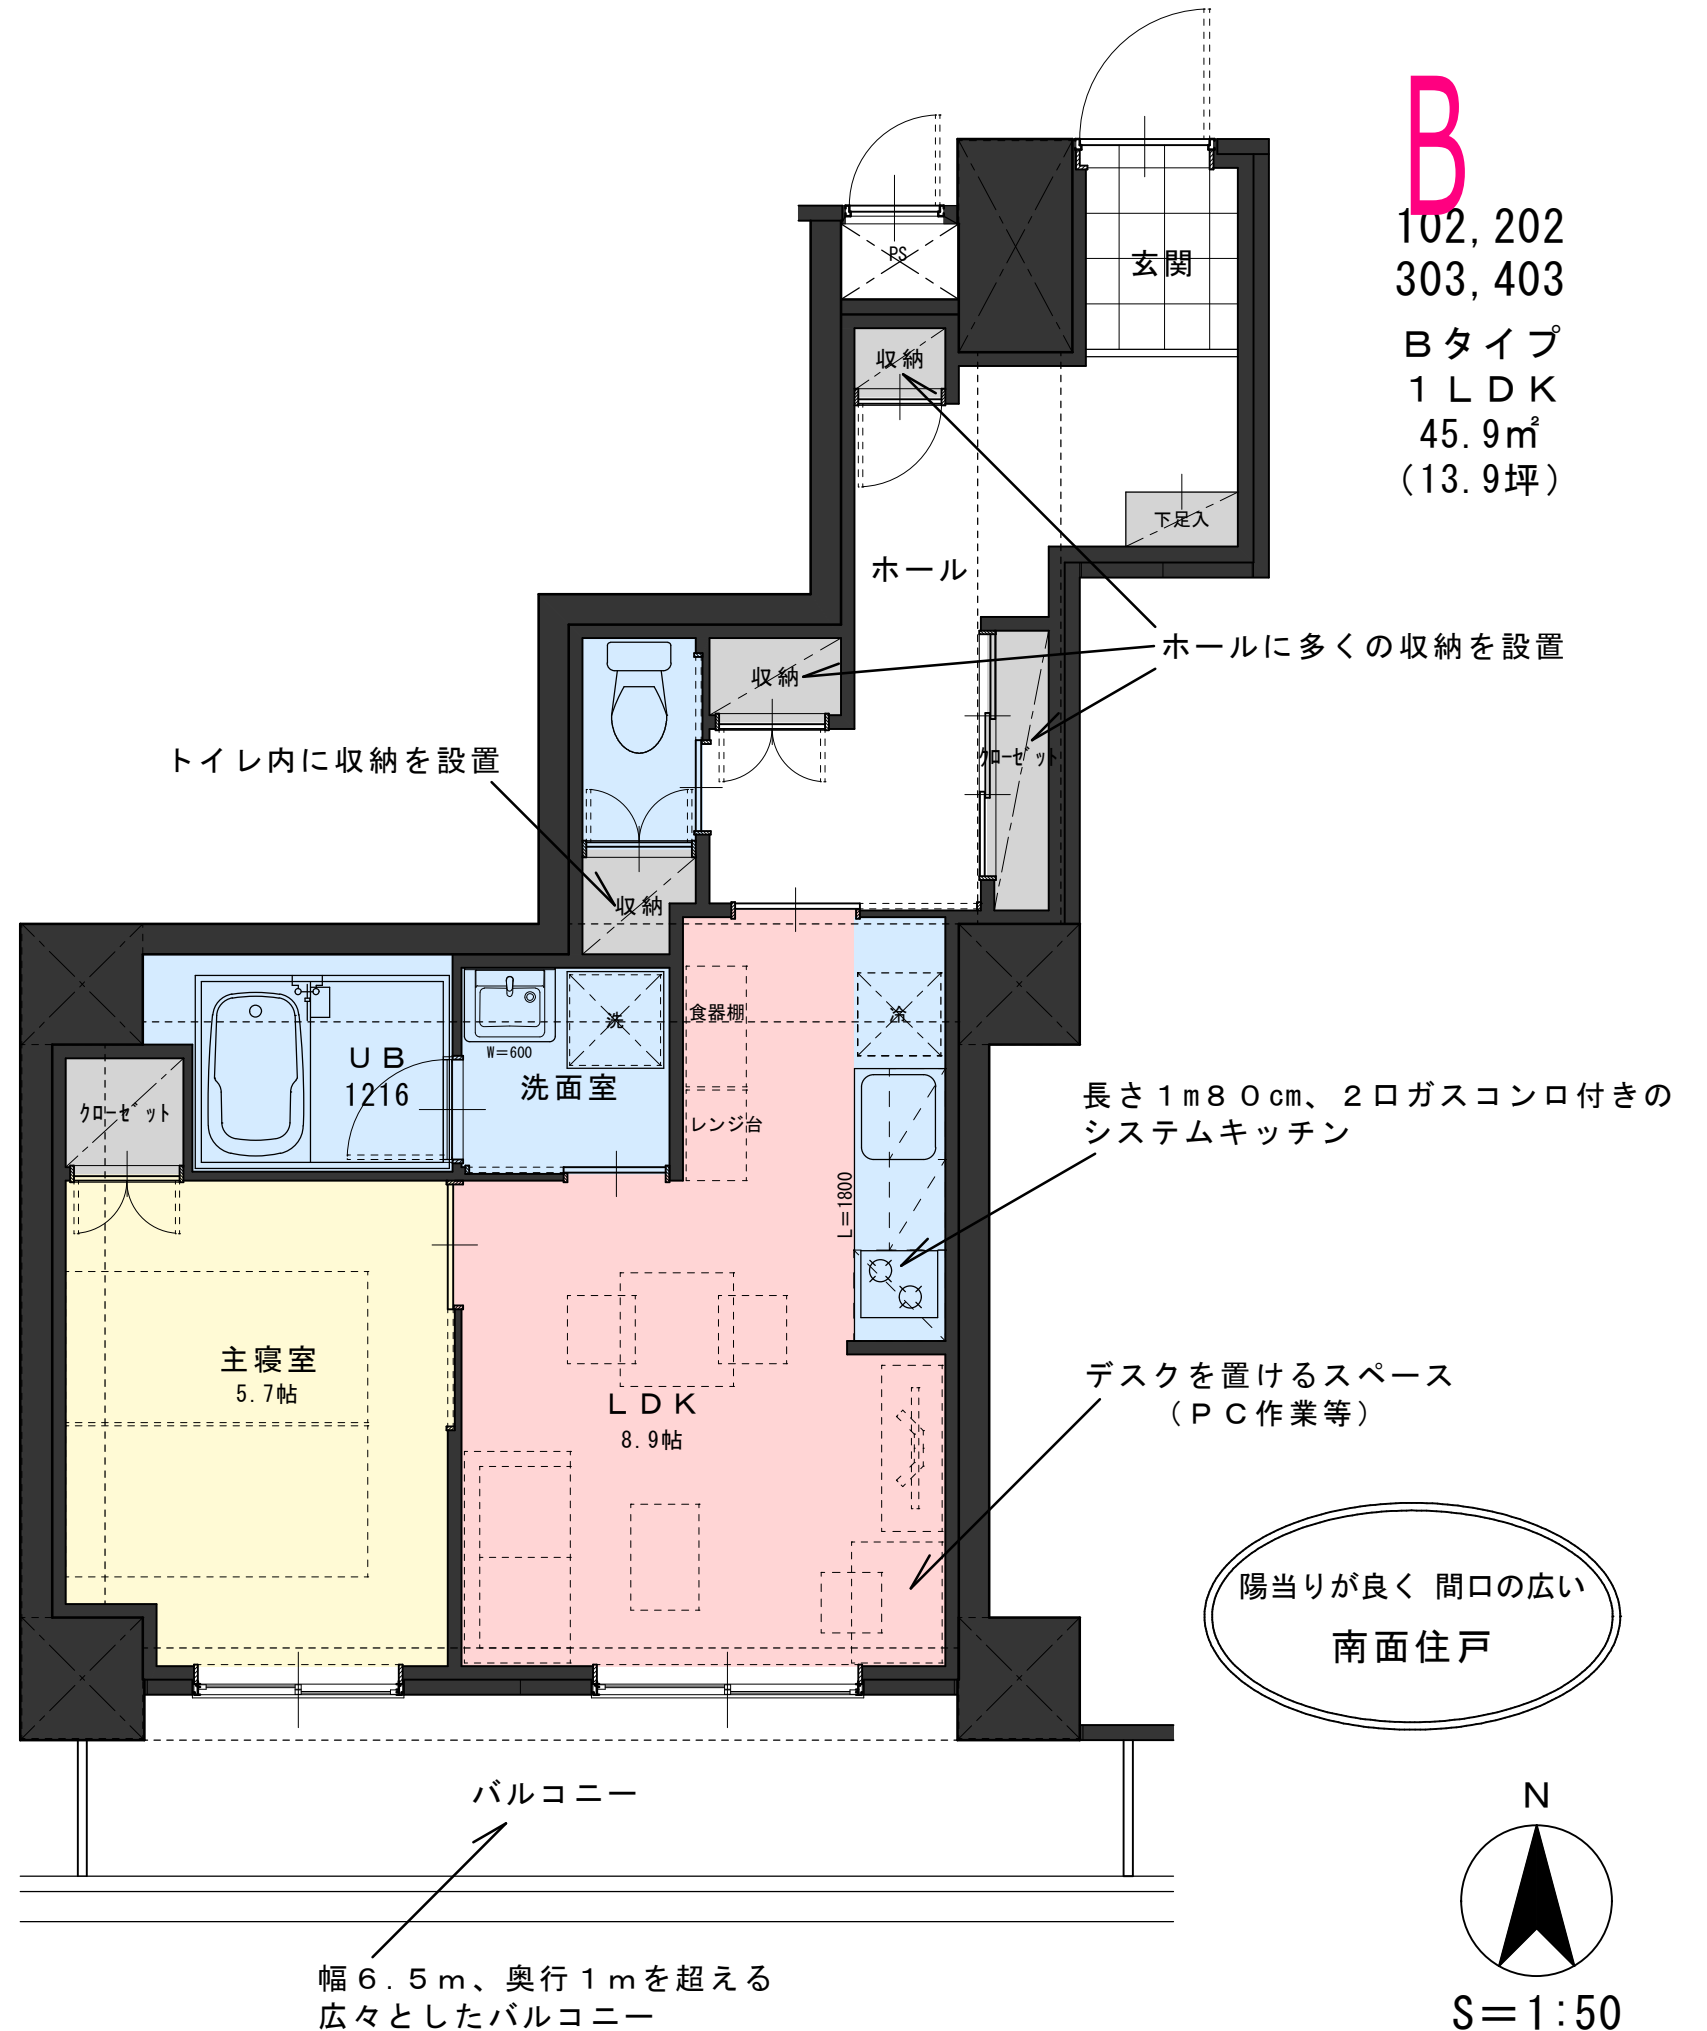 B
102, 202
303, 403
Bタイプ
1LDK
45.9㎡
(13.9坪)
PS
玄関
収納
下足入
ホール
ホールに多くの収納を設置
収納
クローゼット
トイレ内に収納を設置
収納
食器棚
冷
洗
W=600
UB
1216
洗面室
クローゼット
レンジ台
長さ1m80cm、2口ガスコンロ付きの
システムキッチン
L=1800
主寝室
5.7帖
LDK
8.9帖
デスクを置けるスペース
(PC作業等)
陽当りが良く 間口の広い
南面住戸
バルコニー
N
幅6.5m、奥行1mを超える
広々としたバルコニー
S=1:50